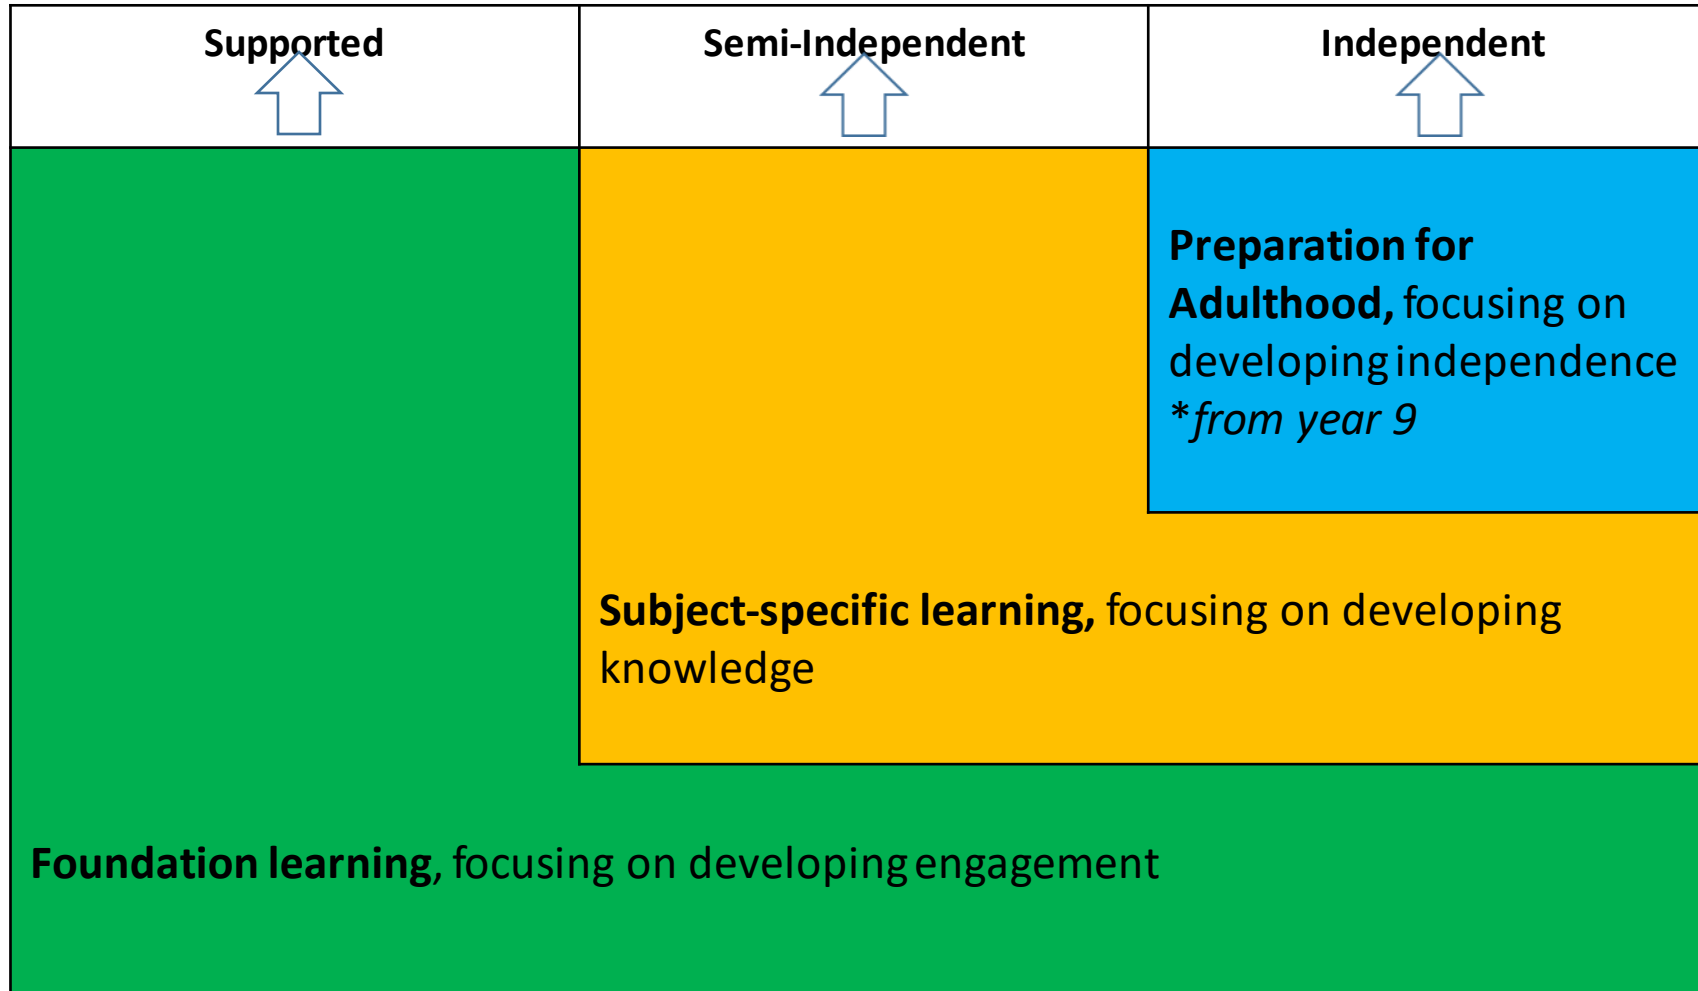 Supported
Semi-Independent
Independent
Preparation for
Adulthood, focusing on
developing independence
*from year 9
Subject-specific learning, focusing on developing
knowledge
Foundation learning, focusing on developing engagement